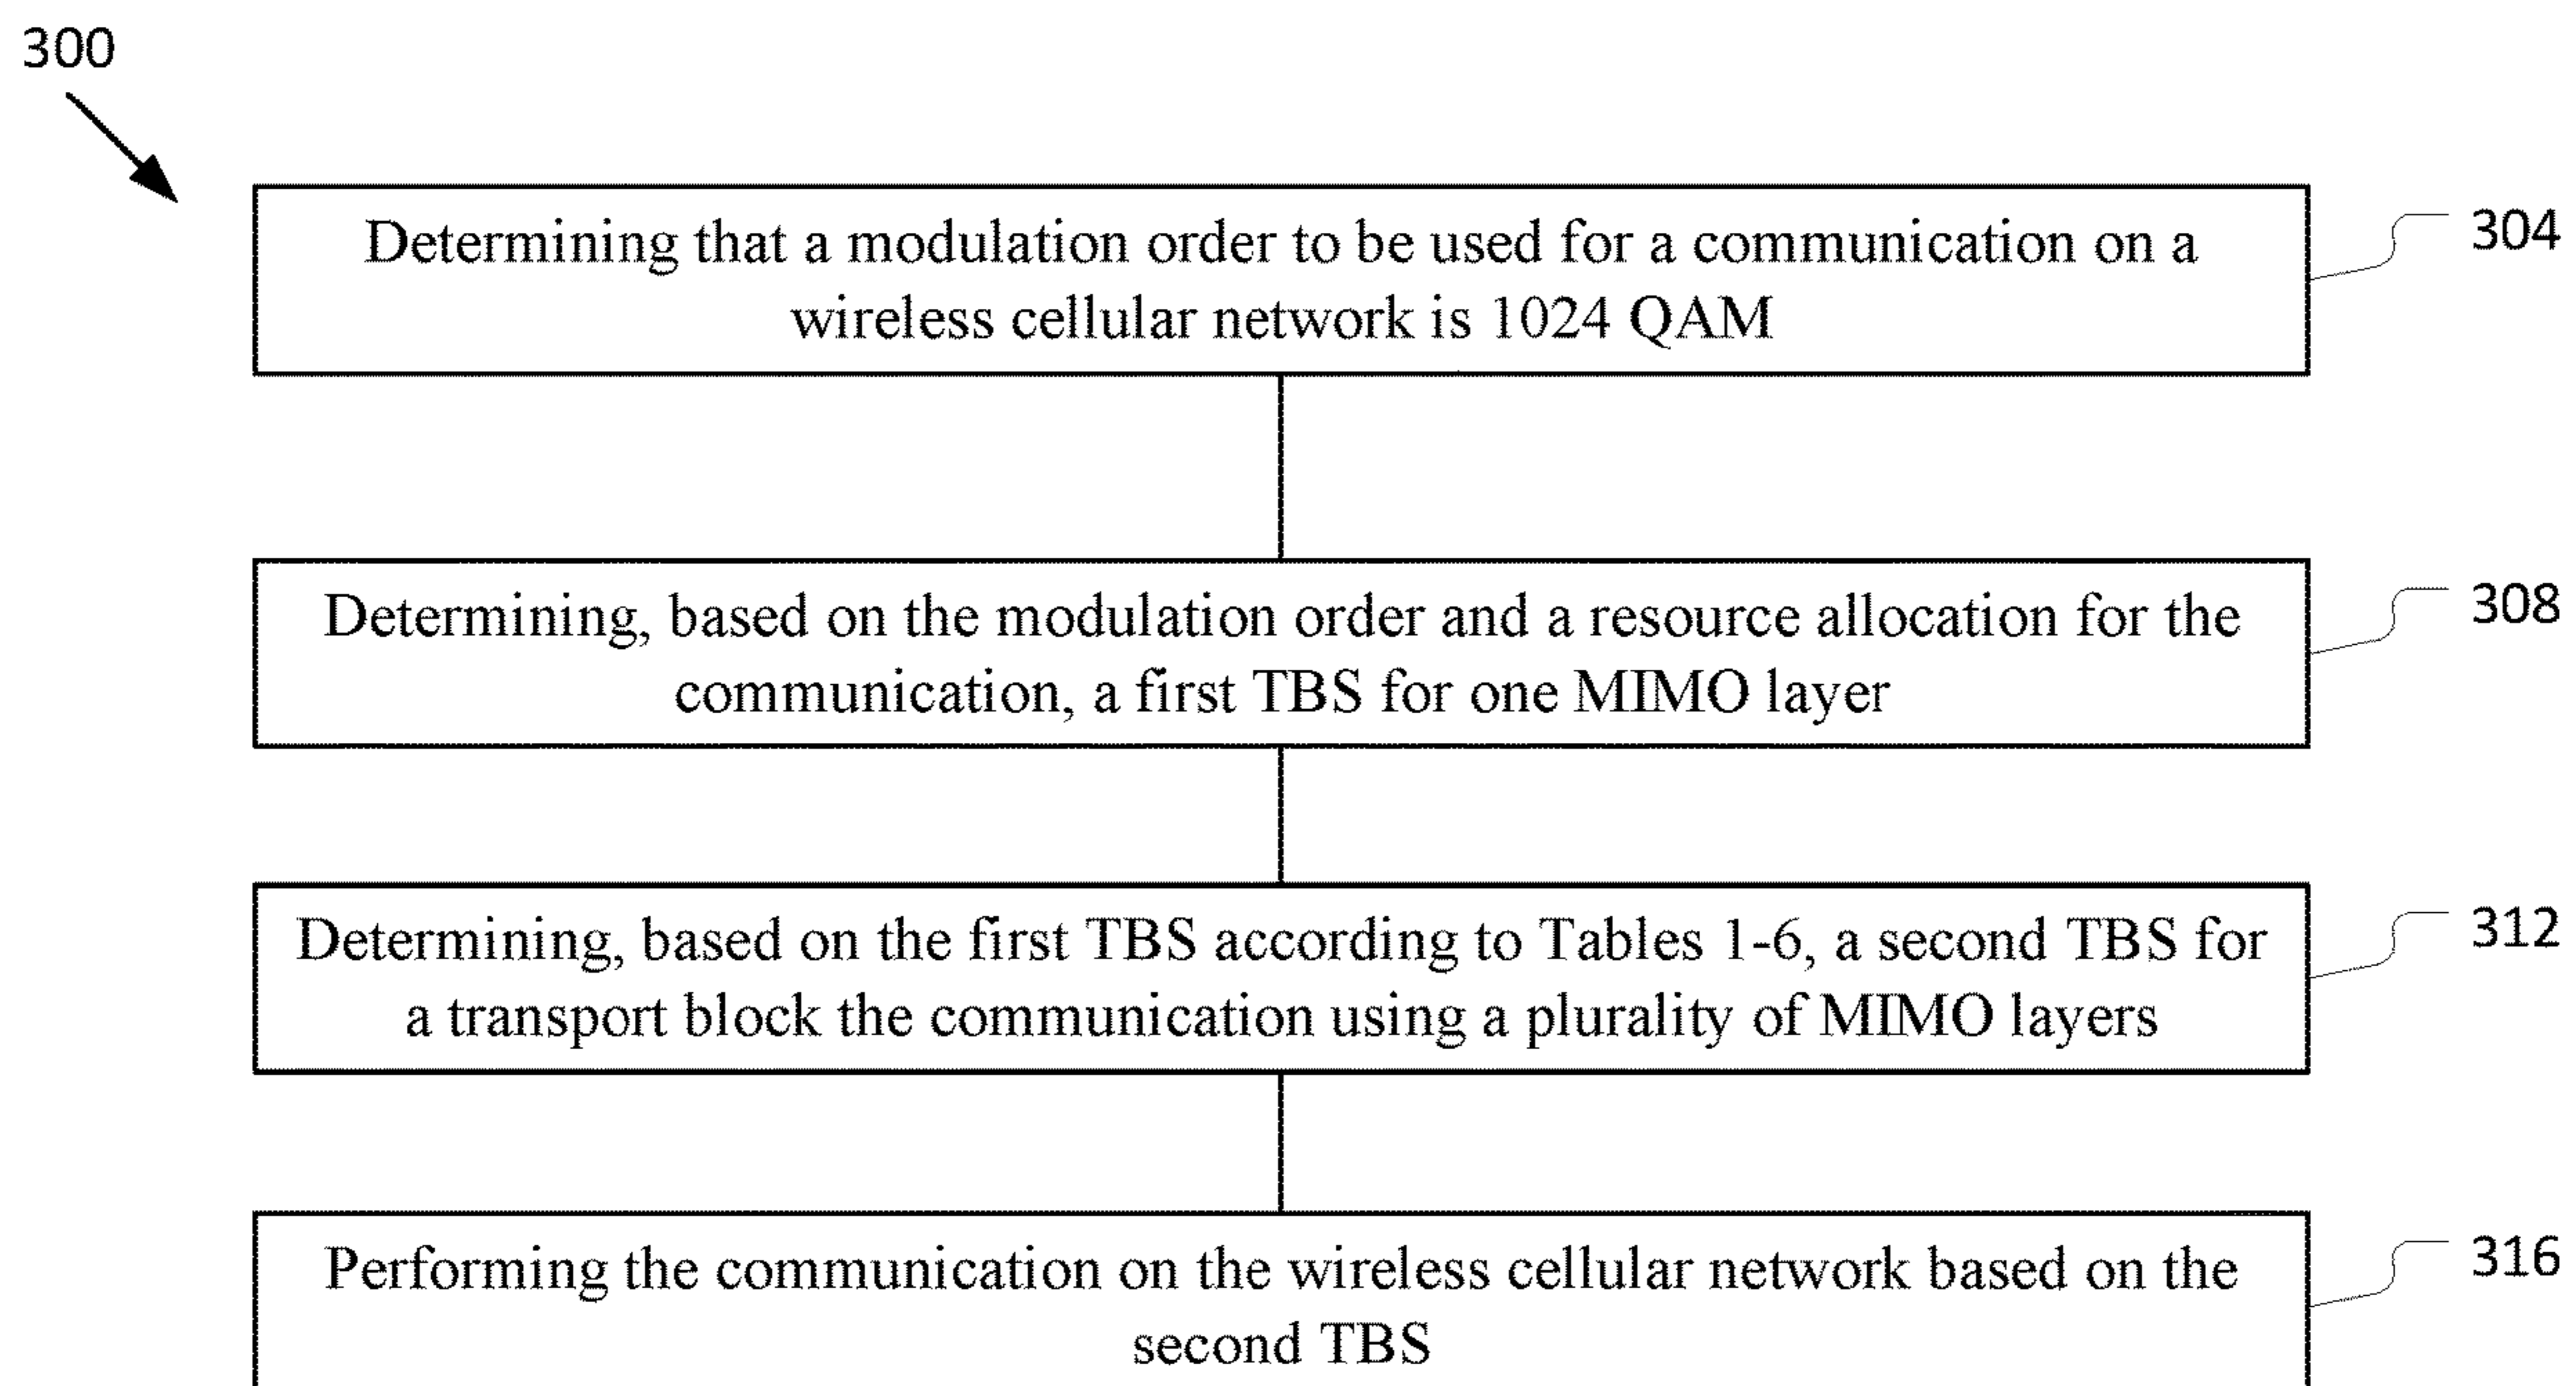 300
Determining that a modulation order to be used for a communication on a
wireless cellular network is 1024 QAM
304
Determining, based on the modulation order and a resource allocation for the
communication, a first TBS for one MIMO layer
308
Determining, based on the first TBS according to Tables 1-6, a second TBS for
a transport block the communication using a plurality of MIMO layers
312
Performing the communication on the wireless cellular network based on the
second TBS
316